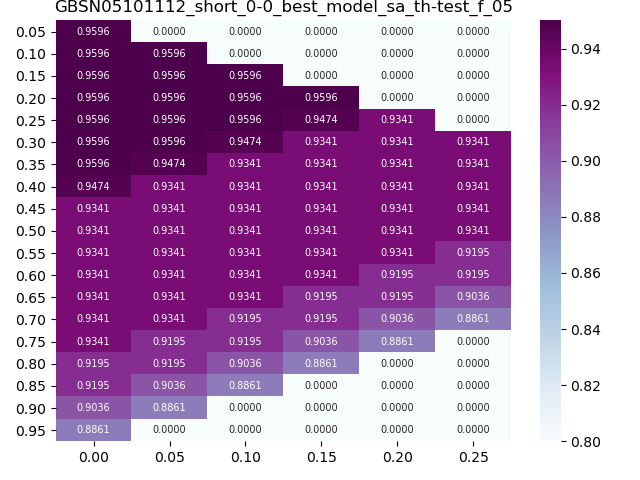 GBSN05101112_short_0-0_best_model_sa_th-test_f_05
0.05 0.9596 0.0000 0.0000 0.0000 0.0000 0.0000
0.10 0.9596 0.9596 0.0000 0.0000 0.0000 0.0000
0.15 0.9596 0.9596 0.9596 0.0000 0.0000 0.0000
0.20 0.9596 0.9596 0.9596 0.9596 0.0000 0.0000
0.25 0.9596 0.9596 0.9596 0.9474 0.9341 0.0000
0.30 0.9596 0.9596 0.9474 0.9341 0.9341 0.9341
0.35 0.9596 0.9474 0.9341 0.9341 0.9341 0.9341
0.40 0.9474 0.9341 0.9341 0.9341 0.9341 0.9341
0.45 0.9341 0.9341 0.9341 0.9341 0.9341 0.9341
0.50 0.9341 0.9341 0.9341 0.9341 0.9341 0.9341
0.55 0.9341 0.9341 0.9341 0.9341 0.9341 0.9195
0.60 0.9341 0.9341 0.9341 0.9341 0.9195 0.9195
0.65 0.9341 0.9341 0.9341 0.9195 0.9195 0.9036
0.70 0.9341 0.9341 0.9195 0.9195 0.9036 0.8861
0.75 0.9341 0.9195 0.9195 0.9036 0.8861 0.0000
0.80 0.9195 0.9195 0.9036 0.8861 0.0000 0.0000
0.85 0.9195 0.9036 0.8861 0.0000 0.0000 0.0000
0.90 0.9036 0.8861 0.0000 0.0000 0.0000 0.0000
0.95 0.8861 0.0000 0.0000 0.0000 0.0000 0.0000
0.00 0.05 0.10 0.15 0.20 0.25
0.94
0.92
0.90
0.88
0.86
0.84
0.82
0.80